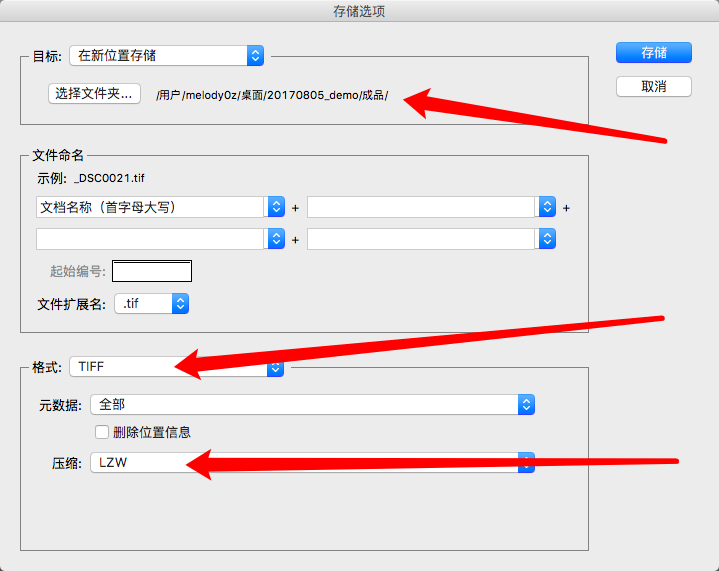 存储选项
目标: 在新位置存储
存储
选择文件夹... /用户/melody0z/桌面/20170805_demo/成品/
取消
文件命名
示例: _DSC0021.tif
文档名称（首字母大写） + +
+
起始编号:
文件扩展名: .tif
格式: TIFF
元数据: 全部
删除位置信息
压缩: LZW